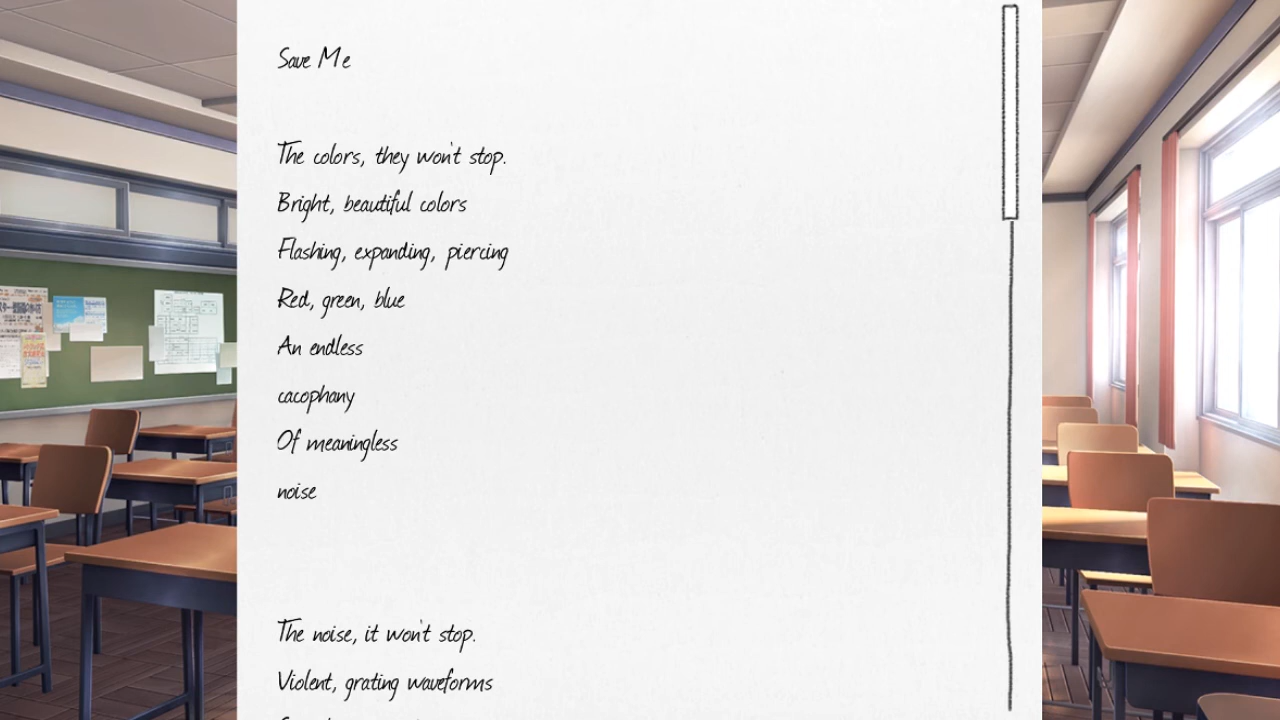 Save Me
The colors, they won't stop.
Bright, beautiful colors
Flashing, expanding, piercing
Red, green, blue
An endless
cacophany
Of meaningless
noise
The noise, it won't stop.
Violent, grating waveforms